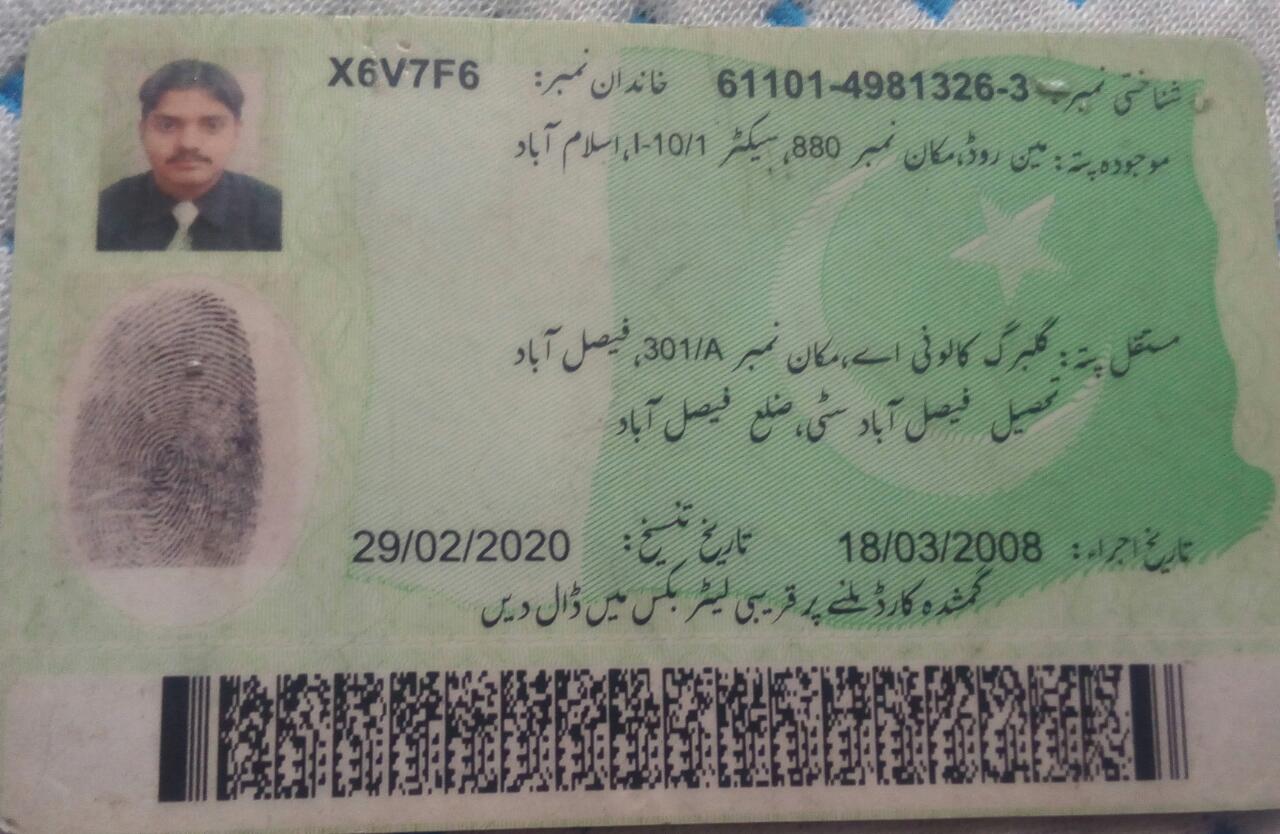 شناختی نمبر: 61101-4981326-3 خاندان نمبر: X6V7F6
موجودہ پتہ: مین روڈ،مکان نمبر 880، سیکٹر I-10/1،اسلام آباد
مستقل پتہ: گلبرگ کالونی اے،مکان نمبر 301/A، فیصل آباد
تحصیل فیصل آباد سٹی، ضلع فیصل آباد
تاریخ اجراء: 18/03/2008 تاریخ تنسیخ: 29/02/2020
گمشدہ کارڈ ملنے پر قریبی لیٹر بکس میں ڈال دیں